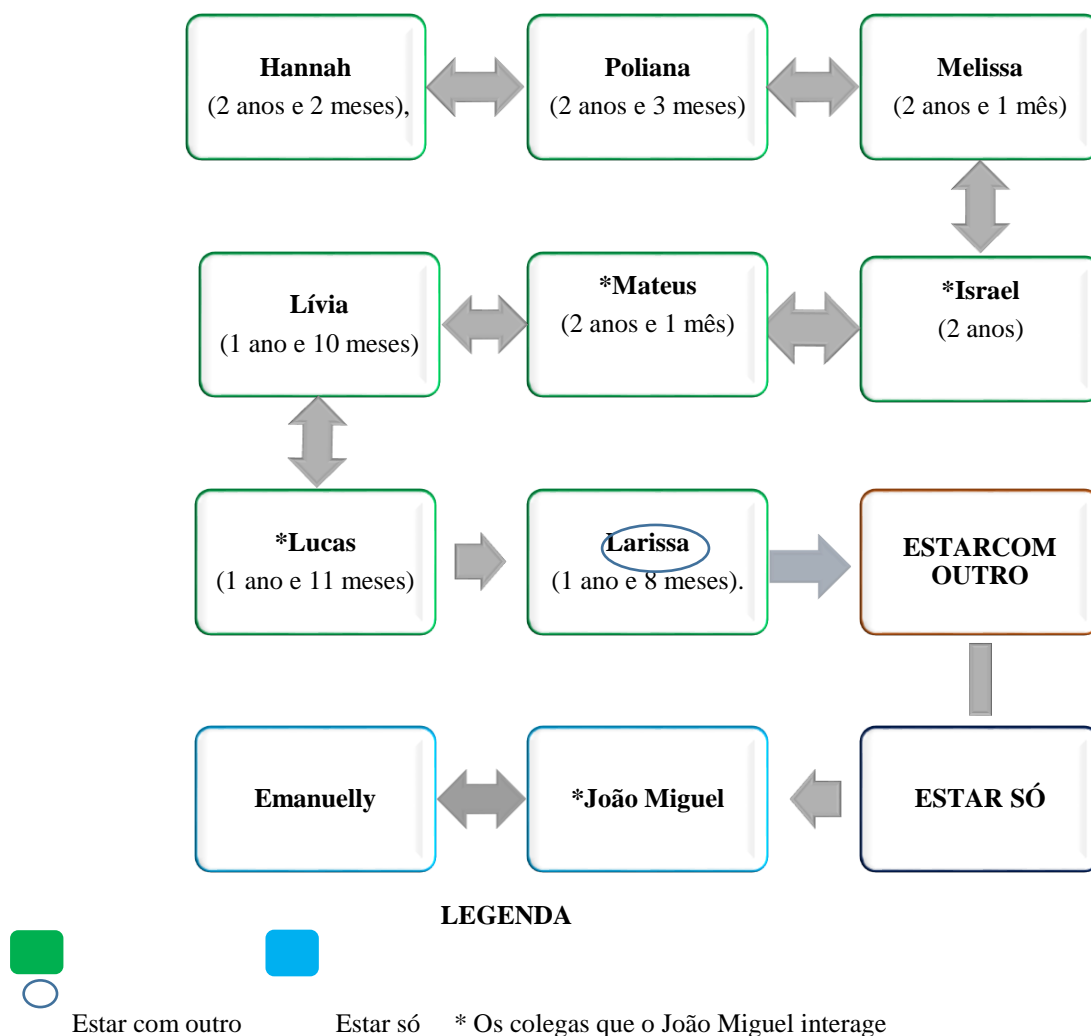 Hannah
(2 anos e 2 meses),
Poliana
(2 anos e 3 meses)
Melissa
(2 anos e 1 mês)
Lívia
(1 ano e 10 meses)
*Mateus
(2 anos e 1 mês)
*Israel
(2 anos)
*Lucas
(1 ano e 11 meses)
Larissa
(1 ano e 8 meses).
ESTARCOM
OUTRO
Emanuelly
*João Miguel
ESTAR SÓ
LEGENDA
Estar com outro
Estar só
* Os colegas que o João Miguel interage